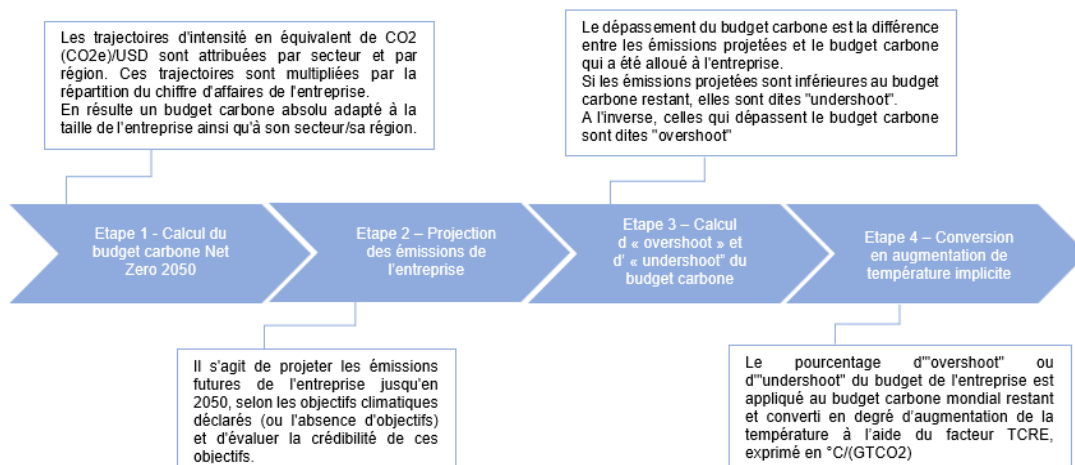 Les trajectoires d'intensité en équivalent de CO2
(CO2e)/USD sont attribuées par secteur et par
région. Ces trajectoires sont multipliées par la
répartition du chiffre d'affaires de l'entreprise.
En résulte un budget carbone absolu adapté à la
taille de l'entreprise ainsi qu'à son secteur/sa région.
Le dépassement du budget carbone est la différence
entre les émissions projetées et le budget carbone
qui a été alloué à l'entreprise.
Si les émissions projetées sont inférieures au budget
carbone restant, elles sont dites "undershoot".
A l'inverse, celles qui dépassent le budget carbone
sont dites "overshoot"
Etape 1 - Calcul du
budget carbone Net
Zero 2050
Etape 2 – Projection
des émissions de
l'entreprise
Etape 3 – Calcul
d « overshoot » et
d' « undershoot" du
budget carbone
Etape 4 – Conversion
en augmentation de
température implicite
Il s'agit de projeter les émissions
futures de l'entreprise jusqu'en
2050, selon les objectifs climatiques
déclarés (ou l'absence d'objectifs)
et d'évaluer la crédibilité de ces
objectifs.
Le pourcentage d'"overshoot" ou
d'"undershoot" du budget de l'entreprise est
appliqué au budget carbone mondial restant
et converti en degré d'augmentation de la
température à l'aide du facteur TCRE,
exprimé en °C/(GTCO2)